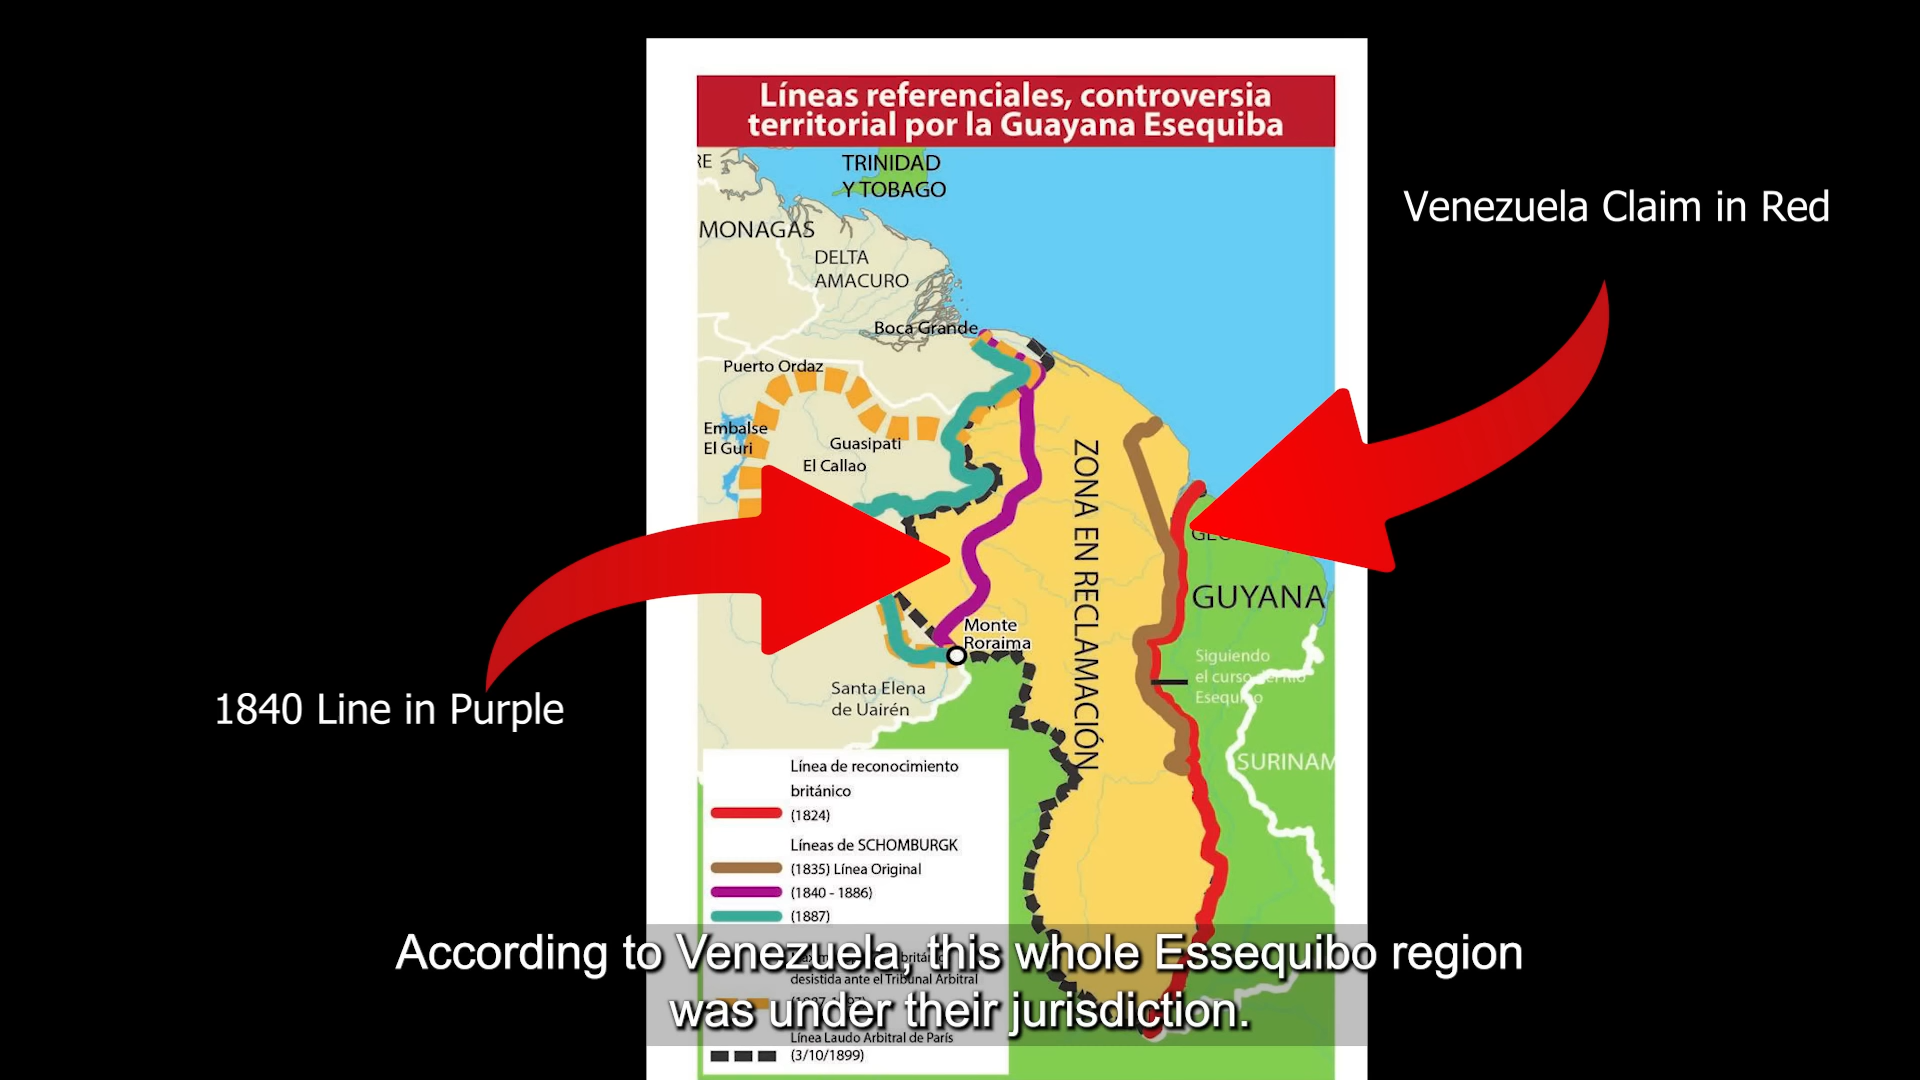 Líneas referenciales, controversia
territorial por la Guayana Esequiba
TRINIDAD
Y TOBAGO
MONAGAS
DELTA
AMACURO
Venezuela Claim in Red
Boca Grande
Puerto Ordaz
Embalse
El Guri
Guasipati
El Callao
ZONA EN RECLAMACIÓN
GUYANA
Monte
Roraima
Siguiendo
el curso
Santa Elena
de Uairén
1840 Line in Purple
SURINAM
Línea de reconocimiento
británico
(1824)
Líneas de SCHOMBURGK
(1835) Línea Original
(1840 - 1886)
(1887)
desistida ante el Tribunal Arbitral
Línea Laudo Arbitral de París
(3/10/1899)
According to Venezuela, this whole Essequibo region
was under their jurisdiction.